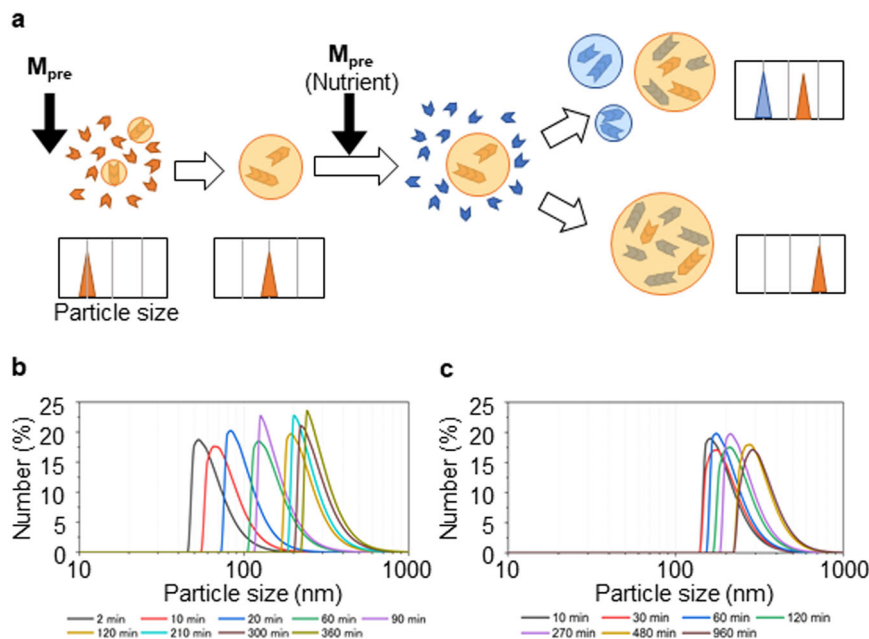 a
M_pre
M_pre
(Nutrient)
Particle size
b
c
25
20
15
10
5
0
Number (%)
10
100
1000
Particle size (nm)
2 min 10 min 20 min 60 min 90 min
120 min 210 min 300 min 360 min
25
20
15
10
5
0
Number (%)
10
100
1000
Particle size (nm)
10 min 30 min 60 min 120 min
270 min 480 min 960 min